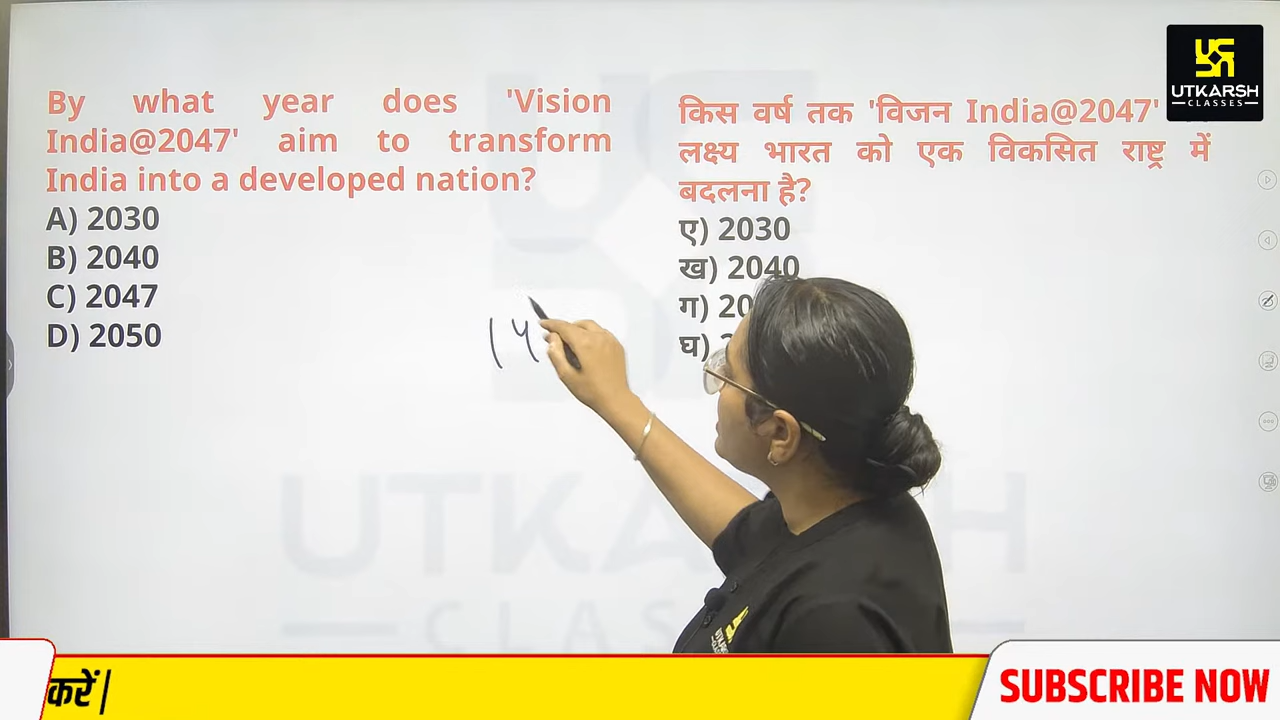 By what year does 'Vision
India@2047' aim to transform
India into a developed nation?
A) 2030
B) 2040
C) 2047
D) 2050
किस वर्ष तक 'विजन India@2047'
लक्ष्य भारत को एक विकसित राष्ट्र में
बदलना है?
ए) 2030
ख) 2040
ग) 20
घ)
14
UTKARSH
CLASSES
करें |
SUBSCRIBE NOW